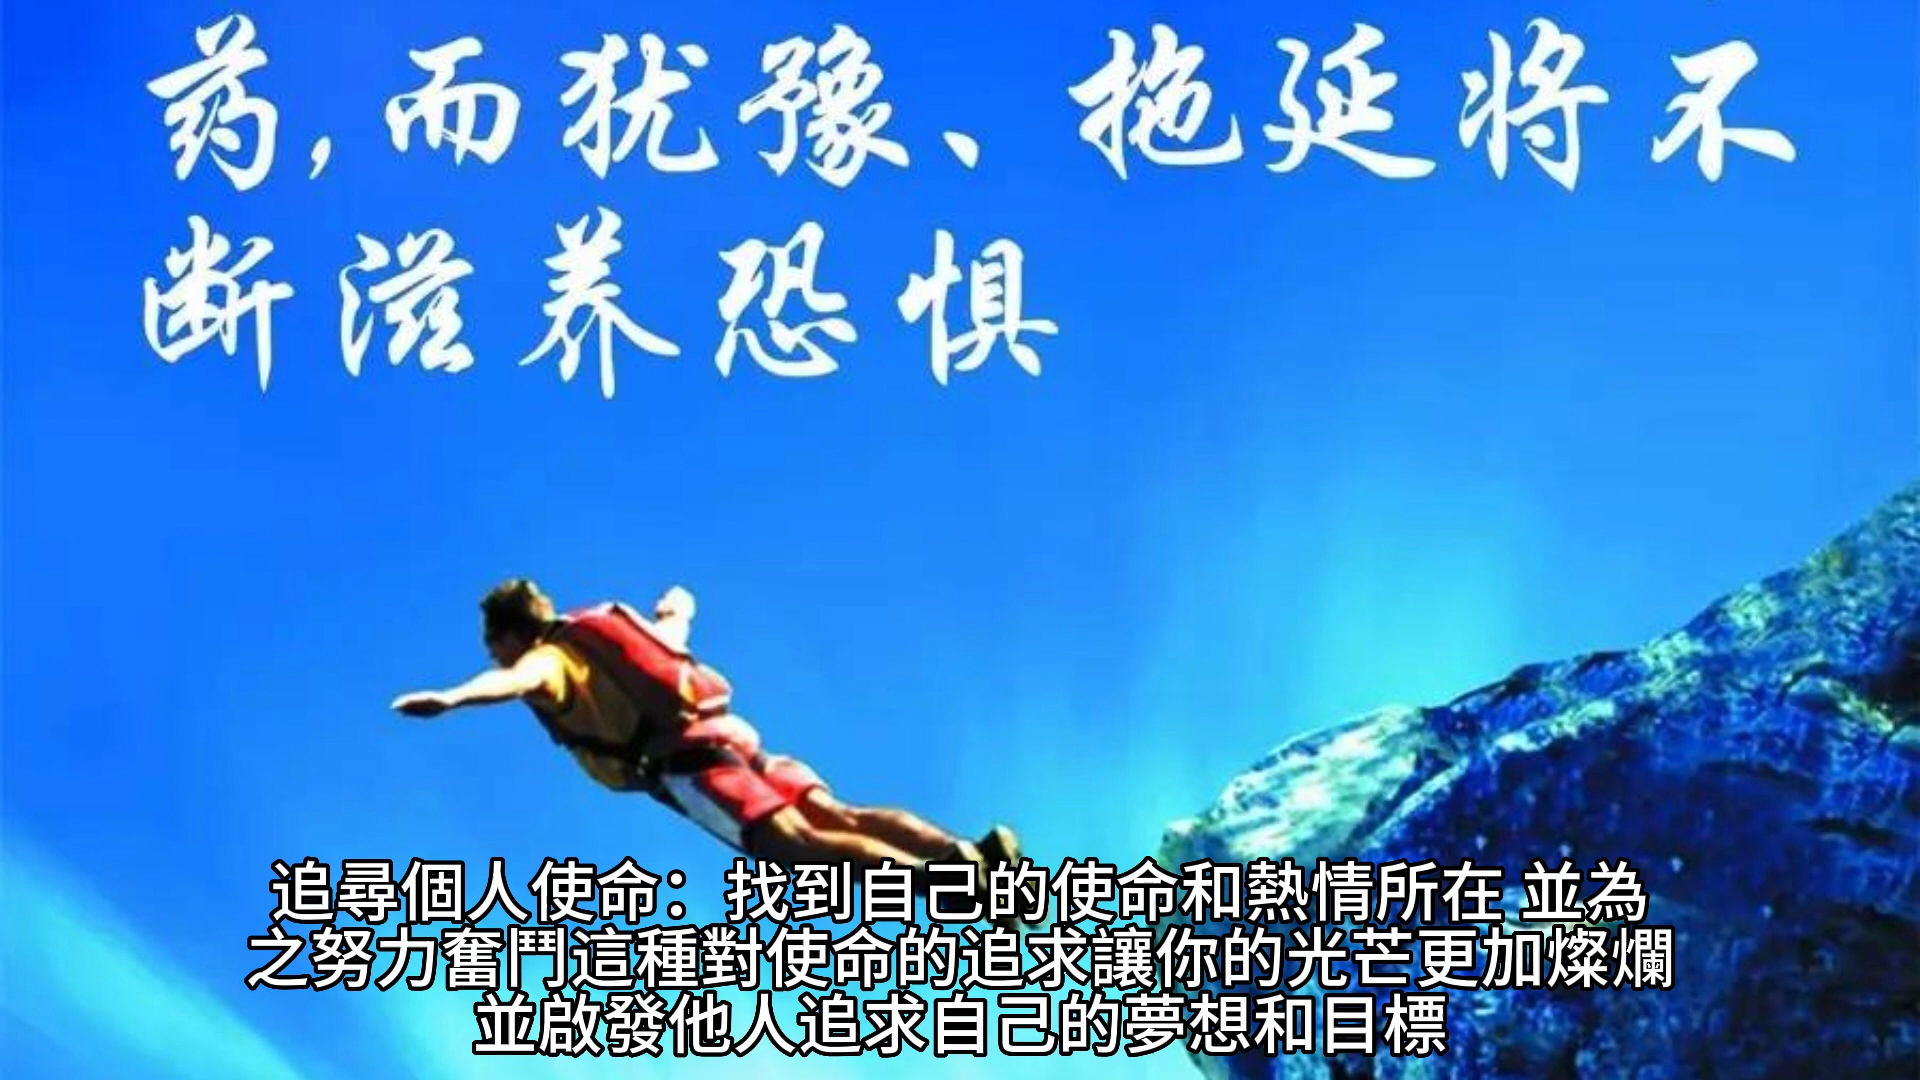 药,而犹豫、拖延将不
断滋养恐惧
追尋個人使命：找到自己的使命和熱情所在 並為
之努力奮鬥這種對使命的追求讓你的光芒更加燦爛
並啟發他人追求自己的夢想和目標